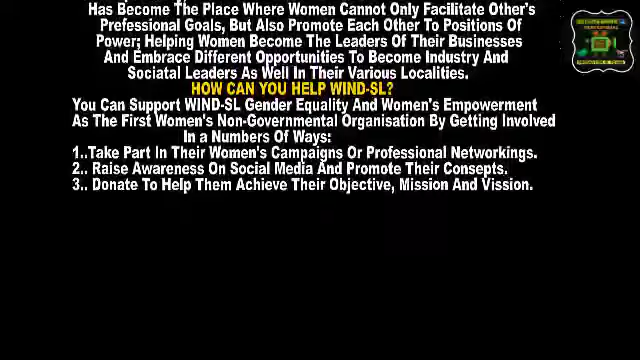 Has Become The Place Where Women Cannot Only Facilitate Other's
Prefessional Goals, But Also Promote Each Other To Positions Of
Power; Helping Women Become The Leaders Of Their Businesses
And Embrace Different Opportunities To Become Industry And
Sociatal Leaders As Well In Their Various Localities.
HOW CAN YOU HELP WIND-SL?
You Can Support WIND-SL Gender Equality And Women's Empowerment
As The First Women's Non-Governmental Organisation By Getting Involved
In a Numbers Of Ways:
1..Take Part In Their Women's Campaigns Or Professional Networkings.
2.. Raise Awareness On Social Media And Promote Their Consepts.
3.. Donate To Help Them Achieve Their Objective, Mission And Vission.